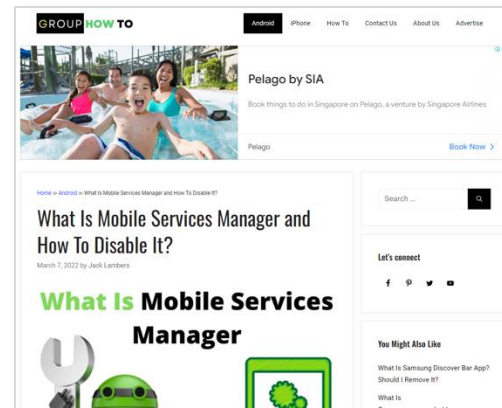 GROUP HOW TO
Android iPhone How To Contact Us About Us Advertise
Pelago by SIA
Book things to do in Singapore on Pelago, a venture by Singapore Airlines
Pelago Book Now >
Home » Android » What Is Mobile Services Manager and How To Disable It?
What Is Mobile Services Manager and
How To Disable It?
March 7, 2022 by Jack Lambers
What Is Mobile Services
Manager
Search ...
Let's connect
You Might Also Like
What Is Samsung Discover Bar App?
Should I Remove It?
What Is